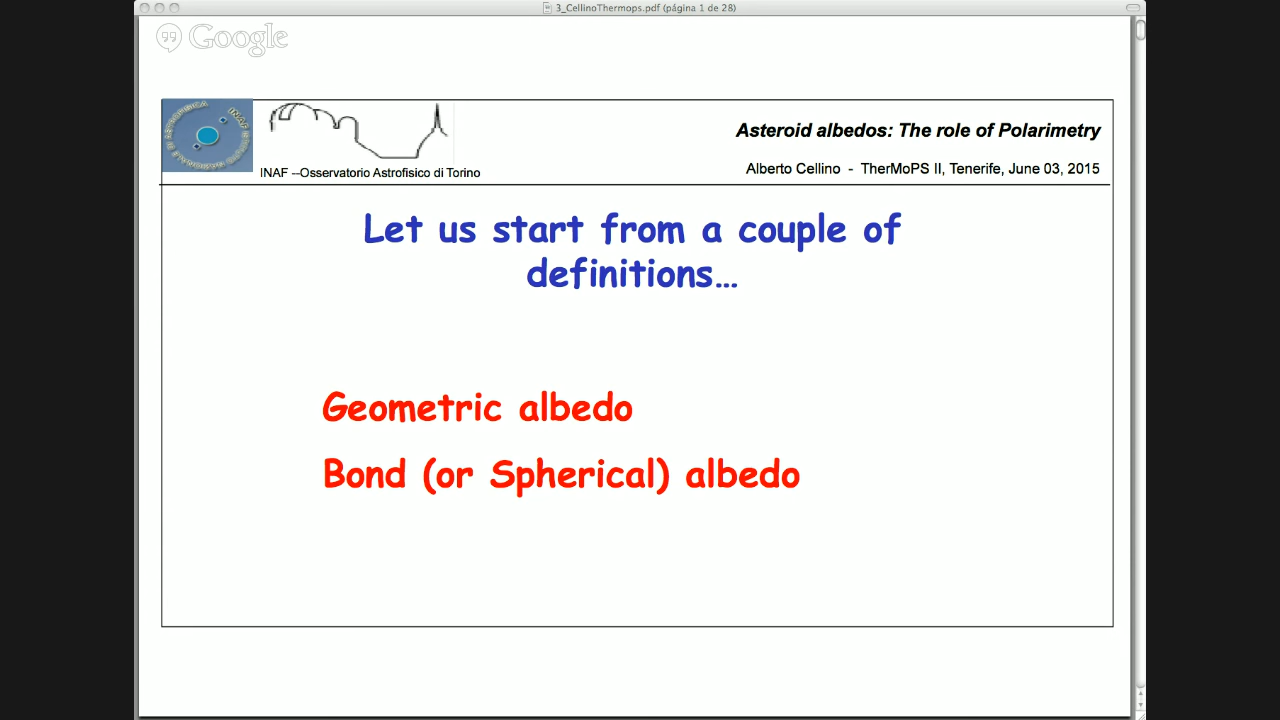 3_CellinoThermops.pdf (página 1 de 28)
Google
Asteroid albedos: The role of Polarimetry
INAF --Osservatorio Astrofisico di Torino
Alberto Cellino - TherMoPS II, Tenerife, June 03, 2015
Let us start from a couple of
definitions…
Geometric albedo
Bond (or Spherical) albedo